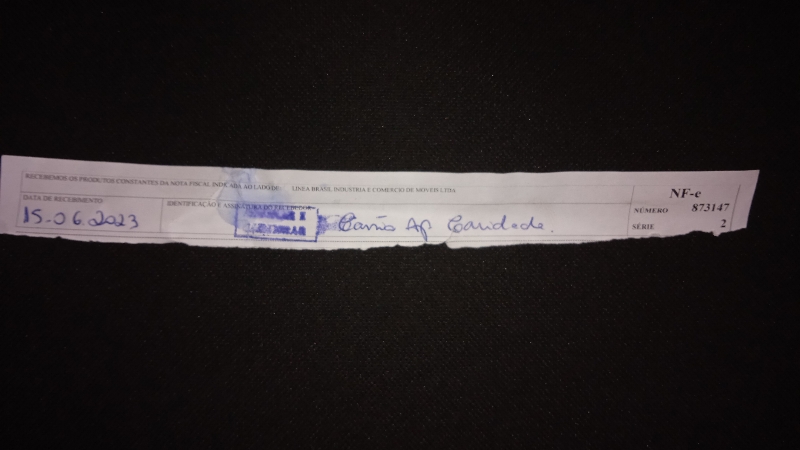 RECEBEMOS OS PRODUTOS CONSTANTES DA NOTA FISCAL INDICADA AO LADO DE: LINEA BRASIL INDUSTRIA E COMERCIO DE MOVEIS LTDA
NF-e
DATA DE RECEBIMENTO
IDENTIFICAÇÃO E ASSINATURA DO RECEBEDOR
NÚMERO 873147
15.06.2023
Ap Caridade.
SÉRIE 2